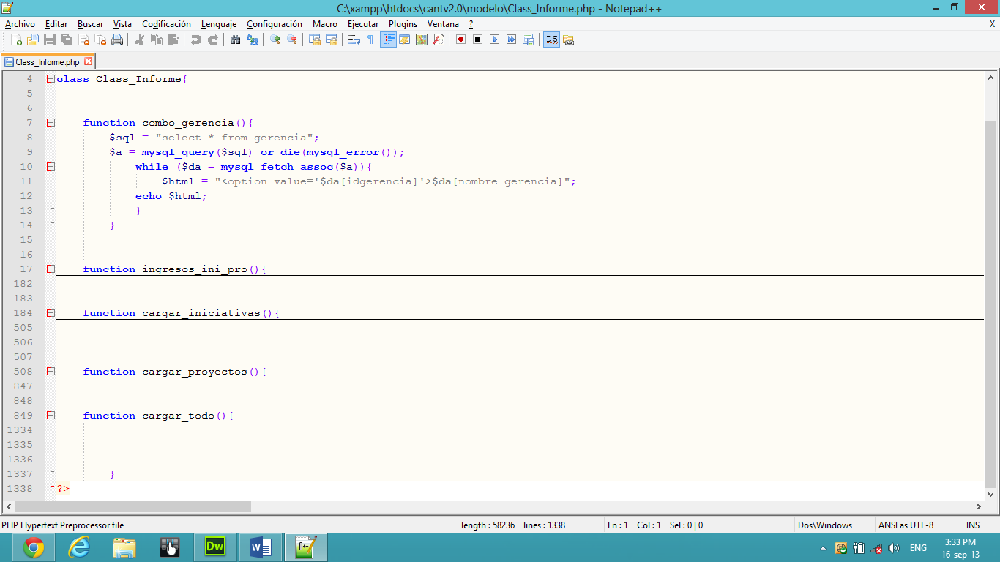 C:\xampp\htdocs\cantv2.0\modelo\Class_Informe.php - Notepad++
Archivo Editar Buscar Vista Codificación Lenguaje Configuración Macro Ejecutar Plugins Ventana ? X
Class_Informe.php
4 class Class_Informe{
5
6
7 function combo_gerencia(){
8 $sql = "select * from gerencia";
9 $a = mysql_query($sql) or die(mysql_error());
10 while ($da = mysql_fetch_assoc($a)){
11 $html = "<option value='$da[idgerencia]'>$da[nombre_gerencia]";
12 echo $html;
13 }
14 }
15
16
17 function ingresos_ini_pro(){
182
183
184 function cargar_iniciativas(){
505
506
507
508 function cargar_proyectos(){
847
848
849 function cargar_todo(){
1334
1335
1336
1337 }
1338 ?>
PHP Hypertext Preprocessor file length : 58236 lines : 1338 Ln : 1 Col : 1 Sel : 0 | 0 Dos\Windows ANSI as UTF-8 INS
Dw W ENG 3:33 PM
16-sep-13